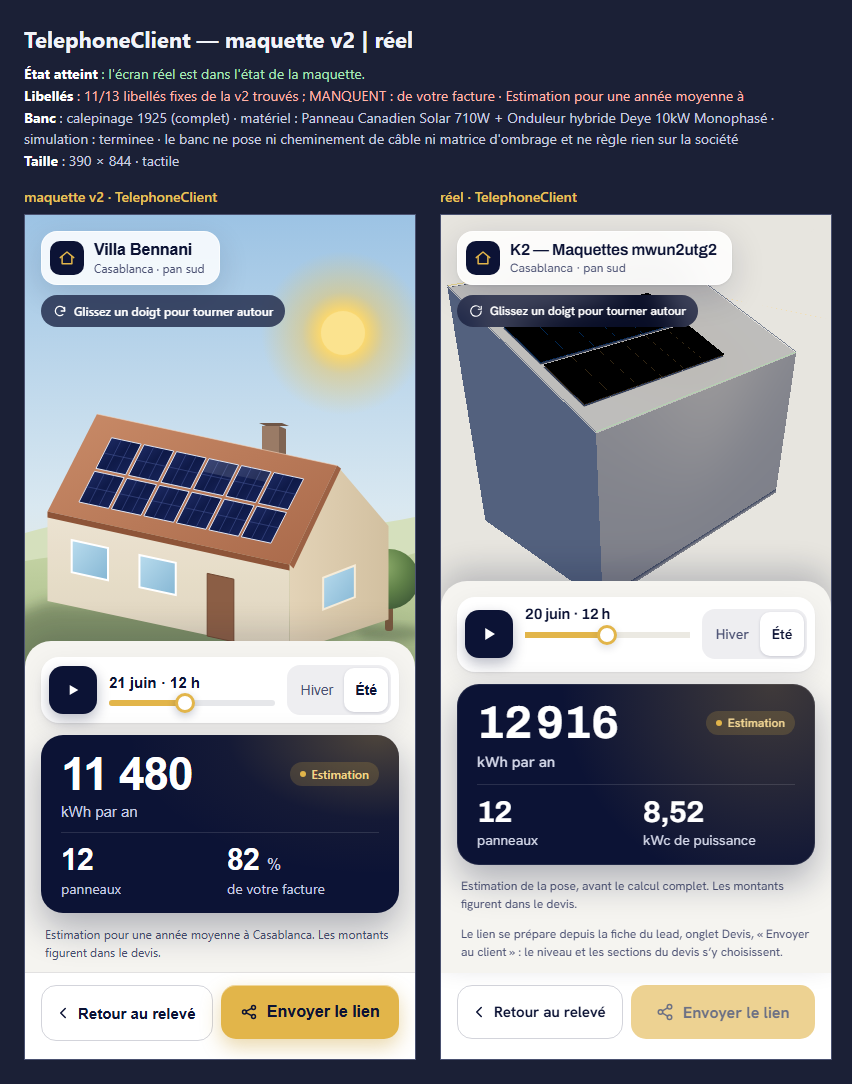 TelephoneClient — maquette v2 | réel
État atteint : l'écran réel est dans l'état de la maquette.
Libellés : 11/13 libellés fixes de la v2 trouvés ; MANQUENT : de votre facture · Estimation pour une année moyenne à
Banc : calepinage 1925 (complet) · matériel : Panneau Canadien Solar 710W + Onduleur hybride Deye 10kW Monophasé ·
simulation : terminee · le banc ne pose ni cheminement de câble ni matrice d'ombrage et ne règle rien sur la société
Taille : 390 × 844 · tactile
maquette v2 · TelephoneClient
Villa Bennani
Casablanca · pan sud
Glissez un doigt pour tourner autour
21 juin · 12 h
Hiver
Été
11 480
Estimation
kWh par an
12
82 %
panneaux
de votre facture
Estimation pour une année moyenne à Casablanca. Les montants
figurent dans le devis.
Retour au relevé
Envoyer le lien
réel · TelephoneClient
K2 — Maquettes mwun2utg2
Casablanca · pan sud
Glissez un doigt pour tourner autour
20 juin · 12 h
Hiver
Été
12 916
Estimation
kWh par an
12
8,52
panneaux
kWc de puissance
Estimation de la pose, avant le calcul complet. Les montants
figurent dans le devis.
Le lien se prépare depuis la fiche du lead, onglet Devis, « Envoyer
au client » : le niveau et les sections du devis s’y choisissent.
Retour au relevé
Envoyer le lien